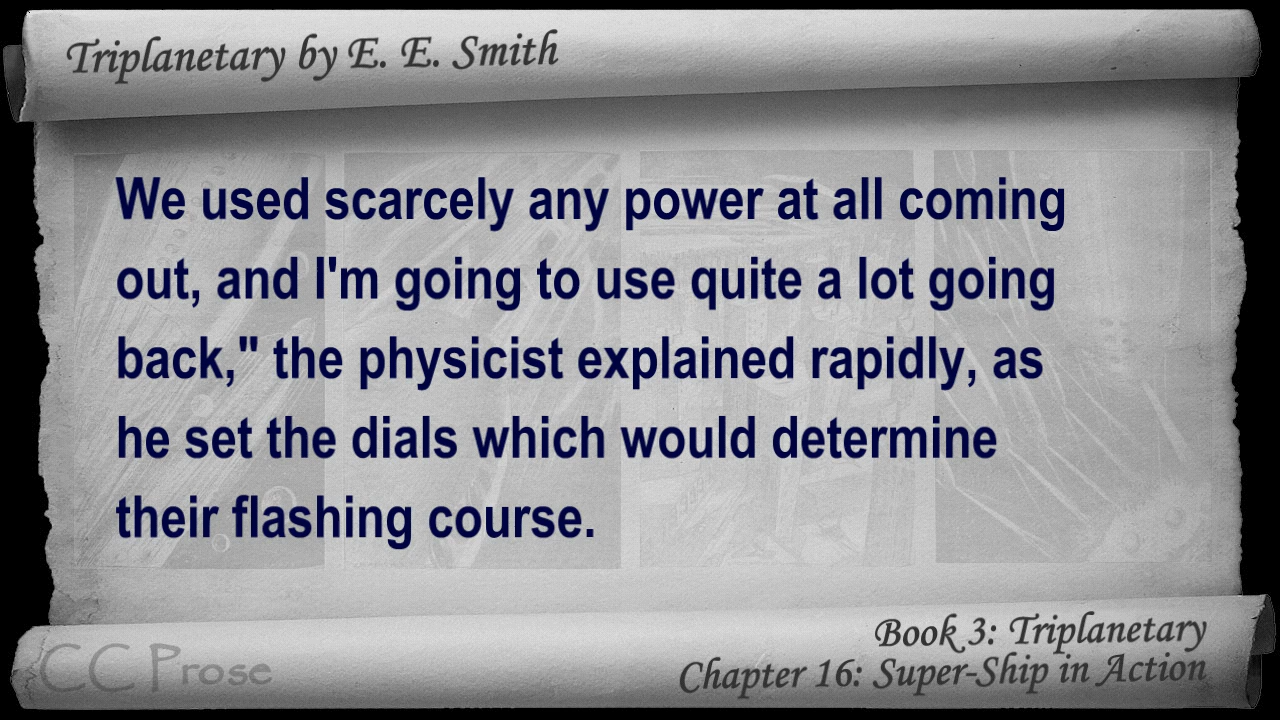 Triplanetary by E. E. Smith
We used scarcely any power at all coming
out, and I'm going to use quite a lot going
back," the physicist explained rapidly, as
he set the dials which would determine
their flashing course.
Book 3: Triplanetary
Chapter 16: Super-Ship in Action
CC Prose